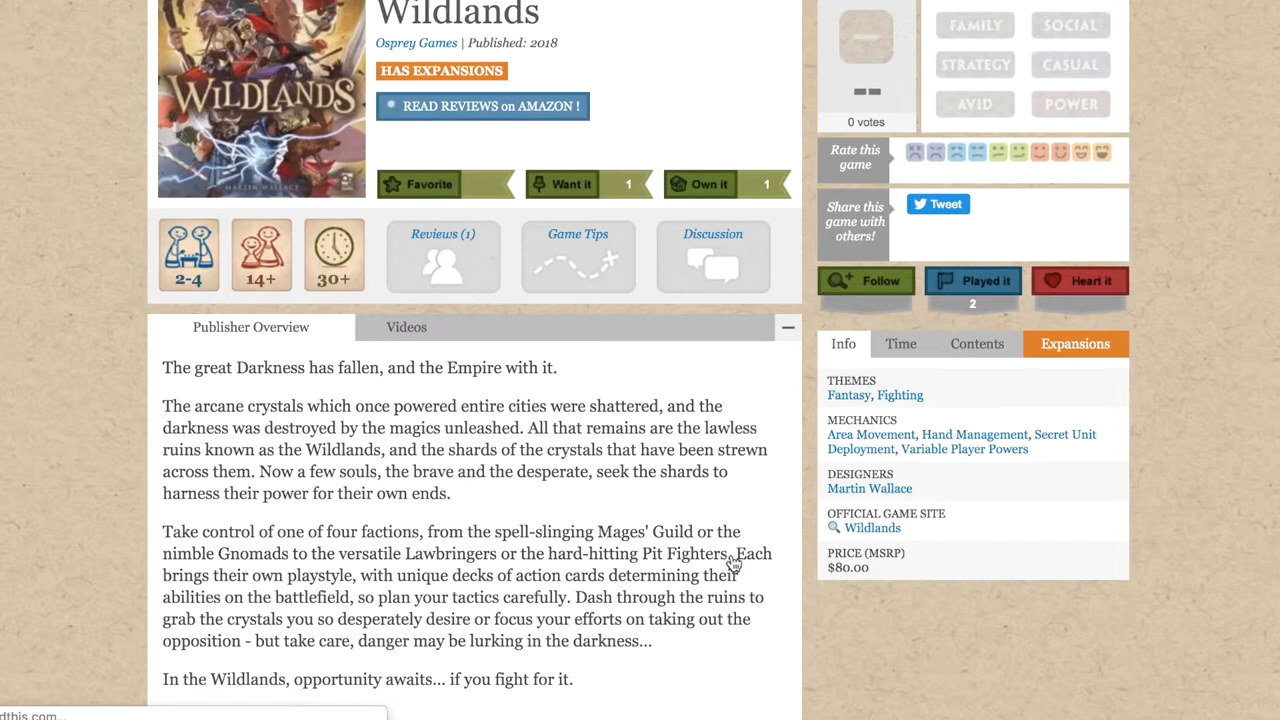 Wildlands
Osprey Games | Published: 2018
HAS EXPANSIONS
READ REVIEWS on AMAZON !
WILDLANDS
MARTIN WALLACE
Favorite
Want it 1
Own it 1
2-4
14+
30+
Reviews (1)
Game Tips
Discussion
Publisher Overview
Videos
The great Darkness has fallen, and the Empire with it.
The arcane crystals which once powered entire cities were shattered, and the
darkness was destroyed by the magics unleashed. All that remains are the lawless
ruins known as the Wildlands, and the shards of the crystals that have been strewn
across them. Now a few souls, the brave and the desperate, seek the shards to
harness their power for their own ends.
Take control of one of four factions, from the spell-slinging Mages' Guild or the
nimble Gnomads to the versatile Lawbringers or the hard-hitting Pit Fighters. Each
brings their own playstyle, with unique decks of action cards determining their
abilities on the battlefield, so plan your tactics carefully. Dash through the ruins to
grab the crystals you so desperately desire or focus your efforts on taking out the
opposition - but take care, danger may be lurking in the darkness...
In the Wildlands, opportunity awaits... if you fight for it.
dthis.com...
--
0 votes
FAMILY
SOCIAL
STRATEGY
CASUAL
AVID
POWER
Rate this
game
Share this
game with
others!
Tweet
Follow
Played it
2
Heart it
Info
Time
Contents
Expansions
THEMES
Fantasy, Fighting
MECHANICS
Area Movement, Hand Management, Secret Unit
Deployment, Variable Player Powers
DESIGNERS
Martin Wallace
OFFICIAL GAME SITE
Wildlands
PRICE (MSRP)
$80.00